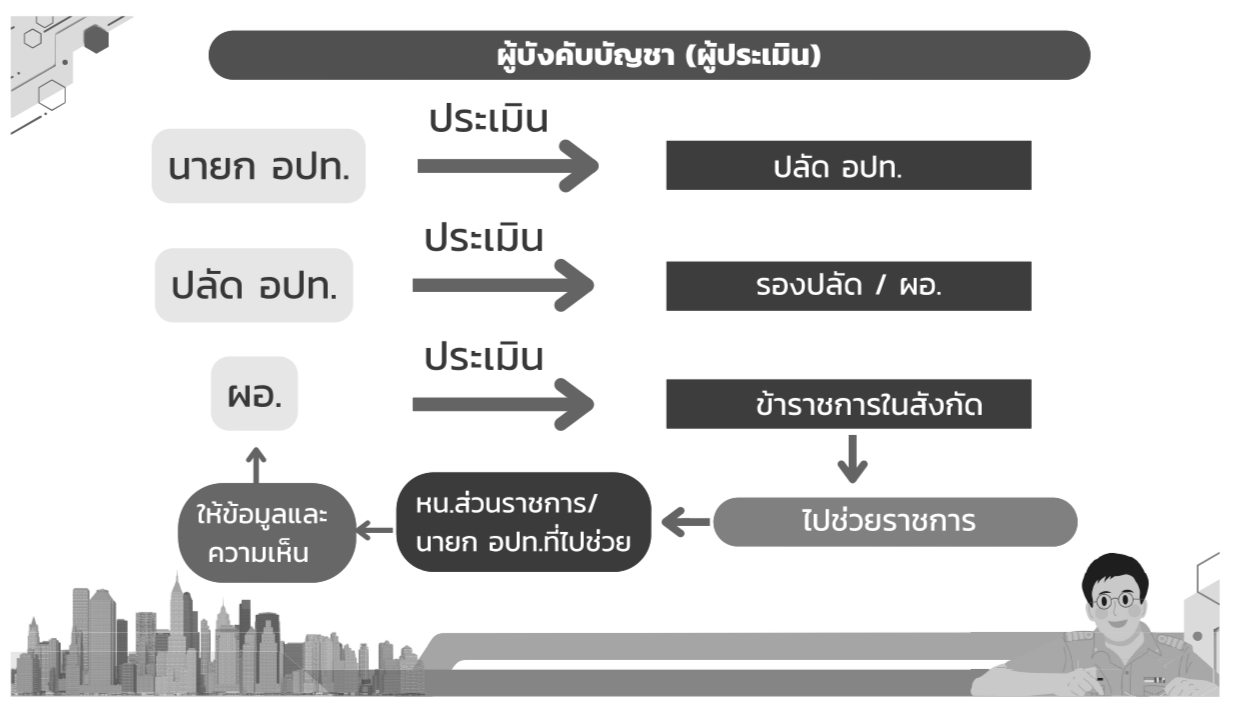 ผู้บังคับบัญชา (ผู้ประเมิน)
ประเมิน
นายก อปท.
ปลัด อปท.
ประเมิน
ปลัด อปท.
รองปลัด / ผอ.
ประเมิน
ผอ.
ข้าราชการในสังกัด
ให้ข้อมูลและ
ความเห็น
หน.ส่วนราชการ/
นายก อปท.ที่ไปช่วย
ไปช่วยราชการ